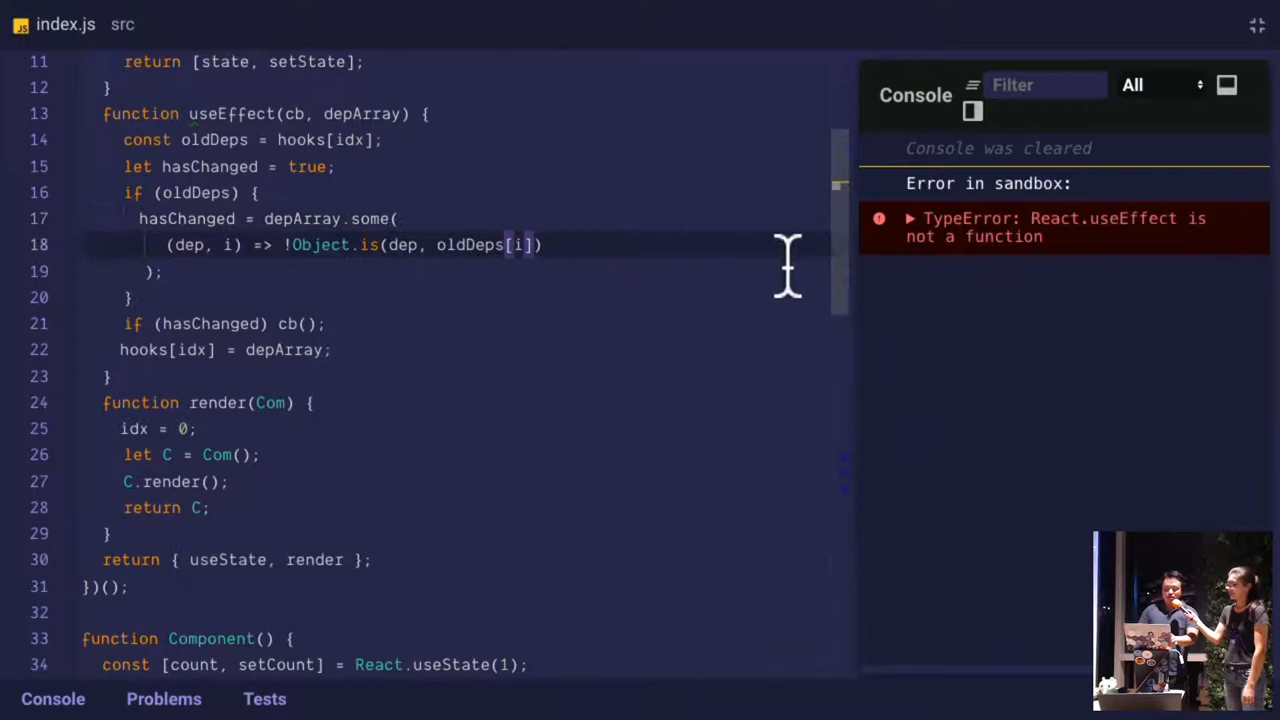 JS index.js src
11 return [state, setState];
12 }
13 function useEffect(cb, depArray) {
14 const oldDeps = hooks[idx];
15 let hasChanged = true;
16 if (oldDeps) {
17 hasChanged = depArray.some(
18 (dep, i) => !Object.is(dep, oldDeps[i])
19 );
20 }
21 if (hasChanged) cb();
22 hooks[idx] = depArray;
23 }
24 function render(Com) {
25 idx = 0;
26 let C = Com();
27 C.render();
28 return C;
29 }
30 return { useState, render };
31 })();
32
33 function Component() {
34 const [count, setCount] = React.useState(1);
Console Filter All
Console was cleared
Error in sandbox:
TypeError: React.useEffect is
not a function
Console Problems Tests